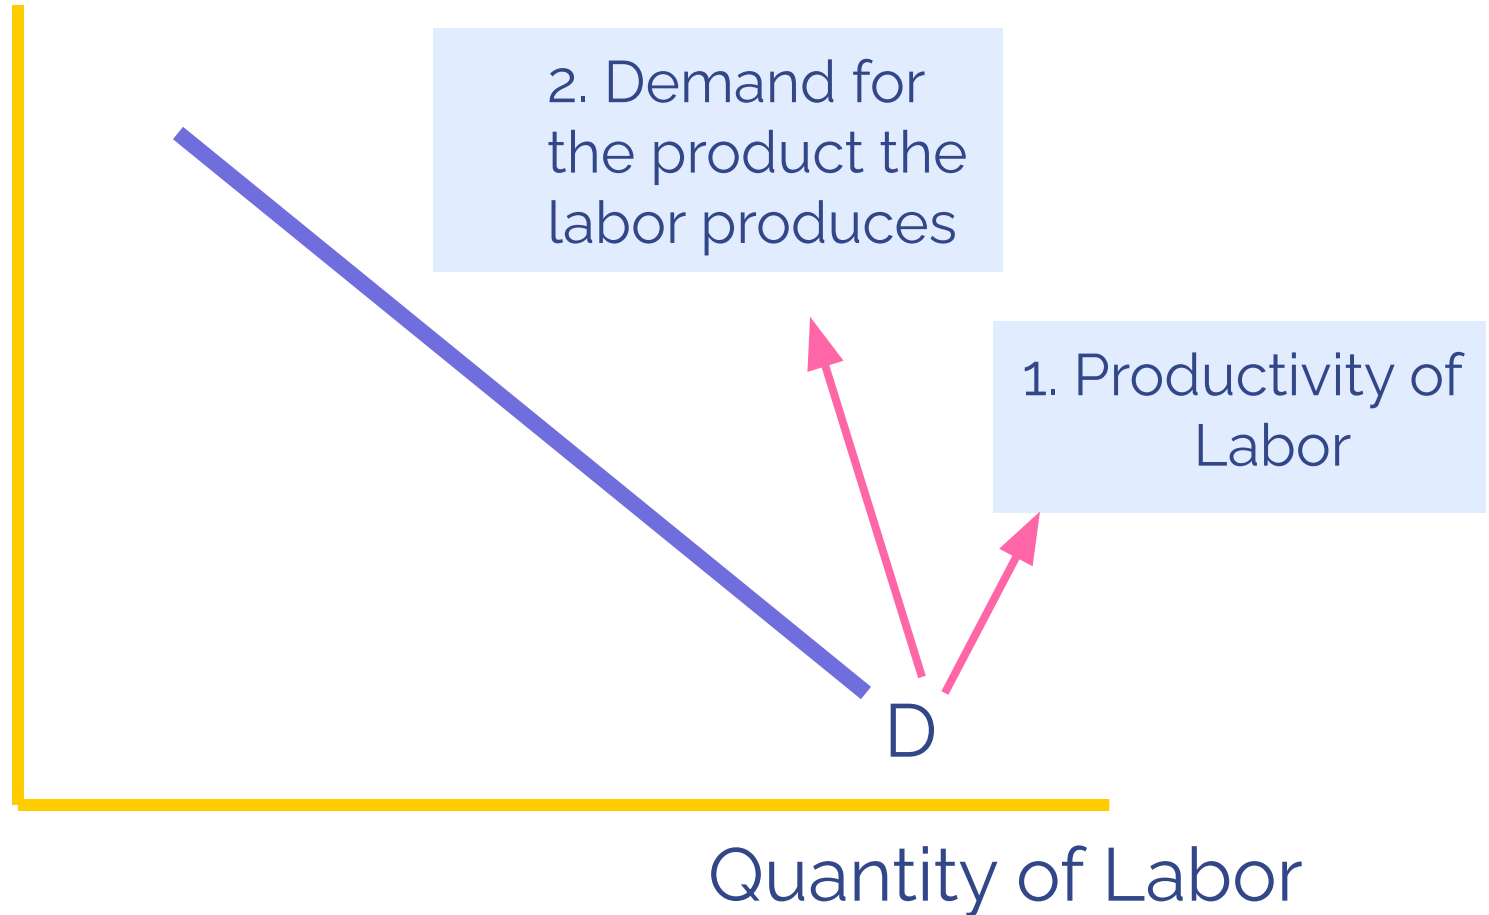 2. Demand for
the product the
labor produces
1. Productivity of
Labor
D
Quantity of Labor